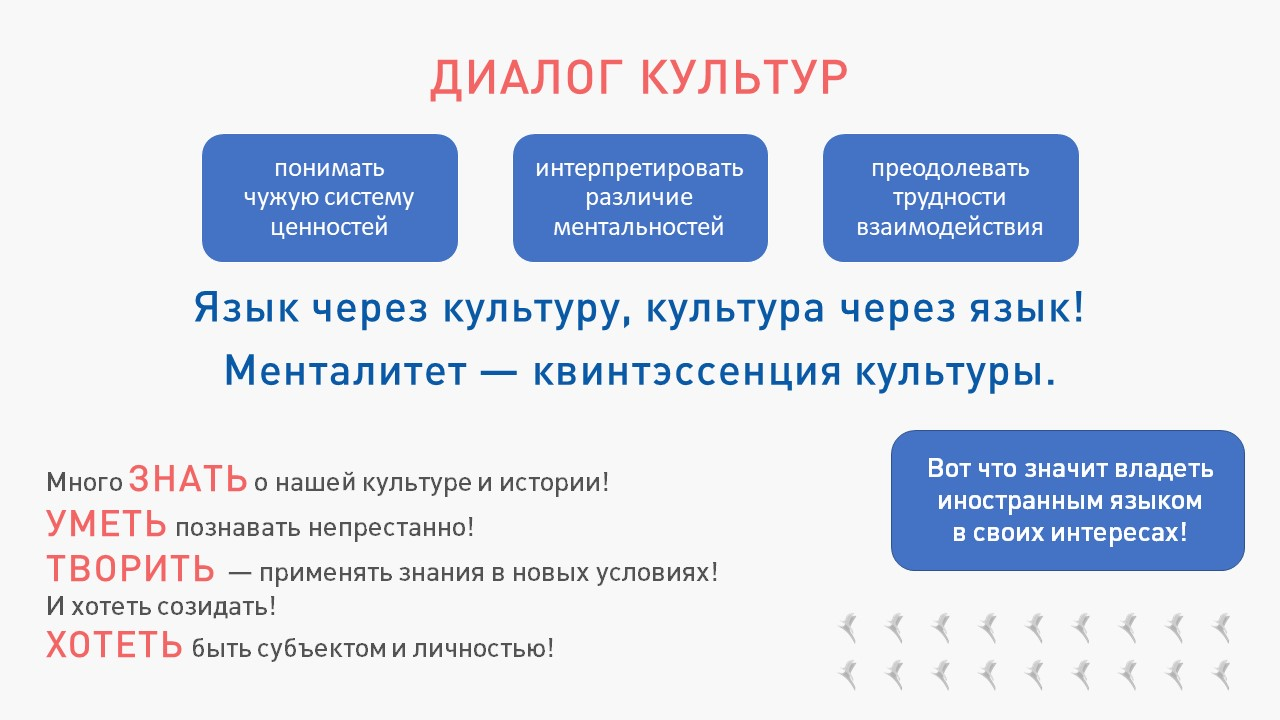 ДИАЛОГ КУЛЬТУР
понимать
чужую систему
ценностей
интерпретировать
различие
ментальностей
преодолевать
трудности
взаимодействия
Язык через культуру, культура через язык!
Менталитет — квинтэссенция культуры.
Много ЗНАТЬ о нашей культуре и истории!
УМЕТЬ познавать непрестанно!
ТВОРИТЬ — применять знания в новых условиях!
И хотеть созидать!
ХОТЕТЬ быть субъектом и личностью!
Вот что значит владеть
иностранным языком
в своих интересах!